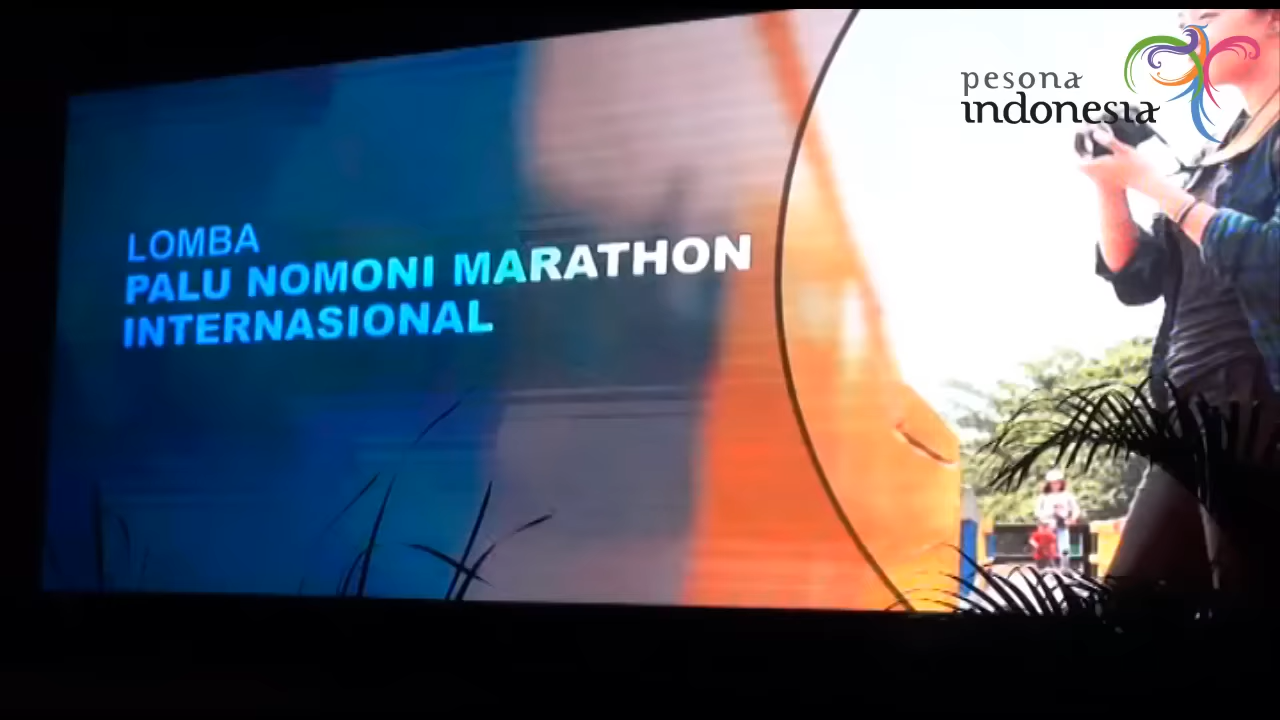 pesona
indonesia
LOMBA
PALU NOMONI MARATHON
INTERNASIONAL